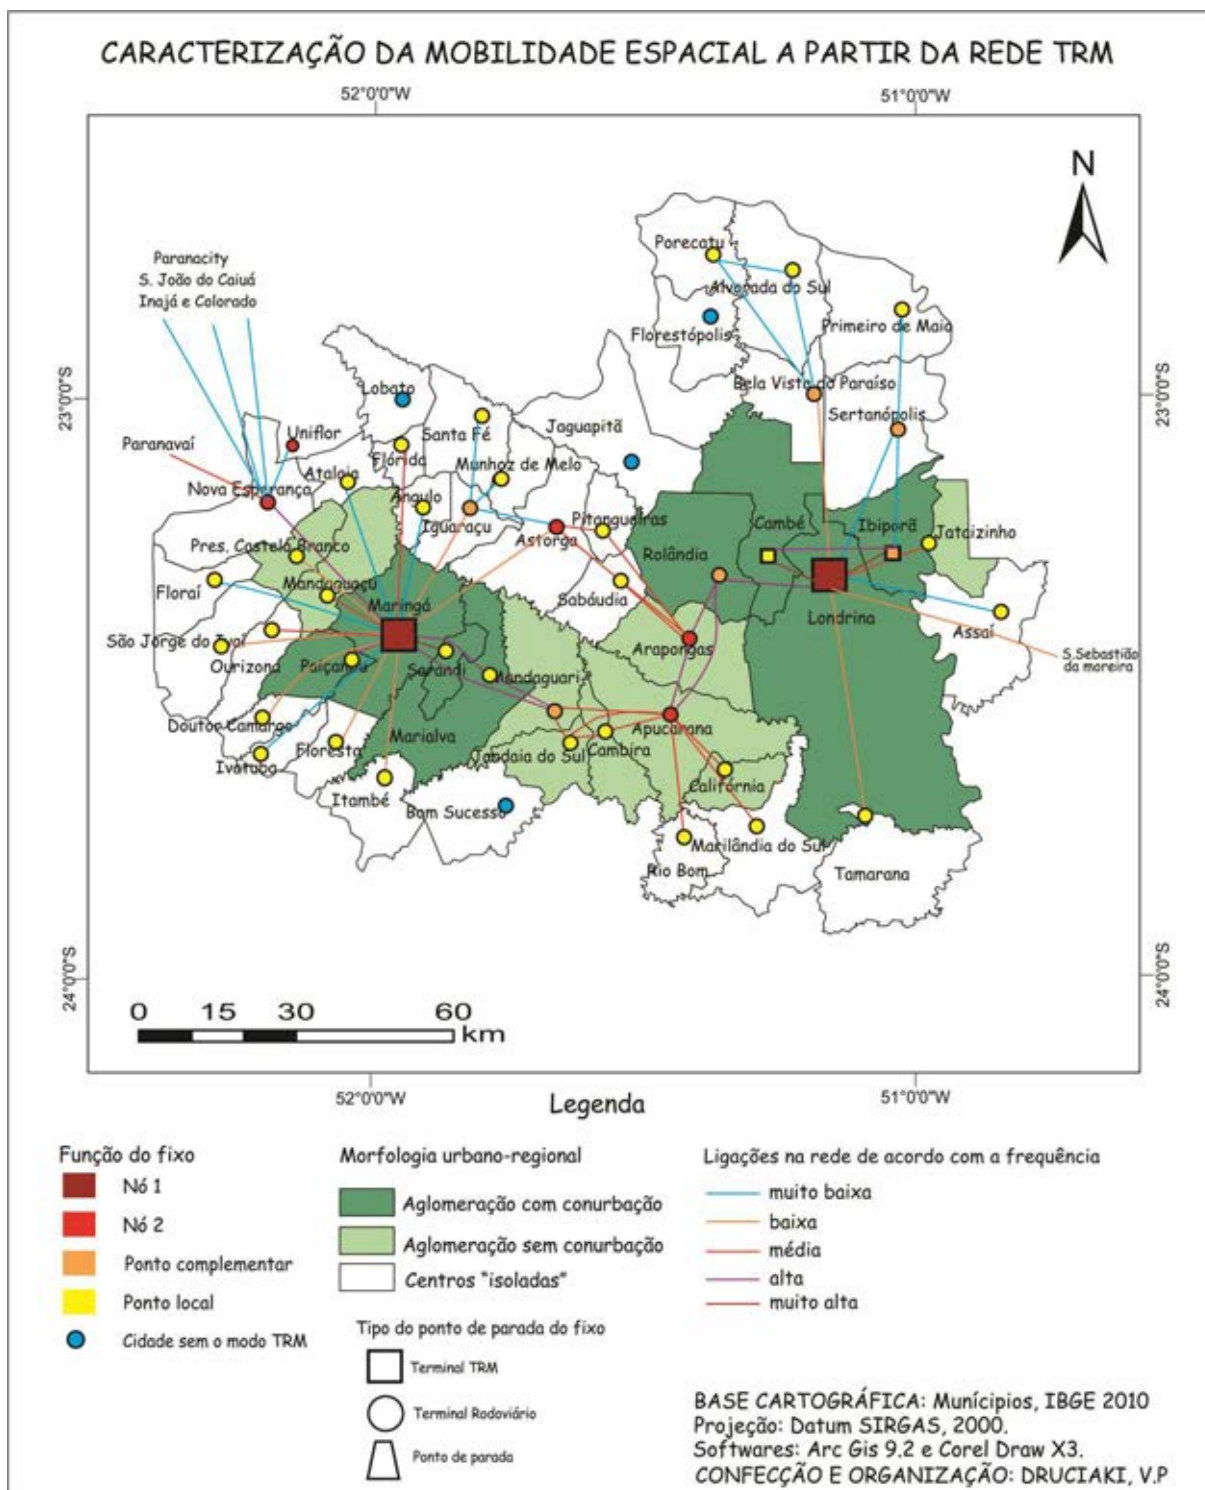 CARACTERIZAÇÃO DA MOBILIDADE ESPACIAL A PARTIR DA REDE TRM
52°0'0"W
51°0'0"W
N
Porecatu
Paranacity
S. João do Caiuá
Inajá e Colorado
Alvorada do Sul
Florestópolis
Primeiro de Maio
23°0'0"S
23°0'0"S
Lobato
Bela Vista do Paraíso
Sertanópolis
Jaguapitã
Uniflor
Santa Fé
Paranavaí
Flórida
Munhoz de Melo
Ataloia
Nova Esperança
Ângulo
Iguaraçu
Pitangueiras
Astorga
Cambé
Ibiporã
Jataizinho
Rolândia
Pres. Castelo Branco
Mandaguaçu
Floraí
Maringá
Sabáudia
Londrina
Assaí
São Jorge do Ivaí
Ourizona
Paiçandu
Sarandi
Arapongas
S.Sebastião
da moreira
Mandaguari
Doutor Camargo
Floresta
Marialva
Apucarana
Ivatuba
Jandaia do Sul
Cambira
Califórnia
Itambé
Bom Sucesso
Marilândia do Sul
Rio Bom
Tamarana
24°0'0"S
24°0'0"S
0 15 30 60
km
52°0'0"W
51°0'0"W
Legenda
Função do fixo
Nó 1
Nó 2
Ponto complementar
Ponto local
Cidade sem o modo TRM
Morfologia urbano-regional
Aglomeração com conurbação
Aglomeração sem conurbação
Centros "isoladas"
Tipo do ponto de parada do fixo
Terminal TRM
Terminal Rodoviário
Ponto de parada
Ligações na rede de acordo com a frequência
muito baixa
baixa
média
alta
muito alta
BASE CARTOGRÁFICA: Munícipios, IBGE 2010
Projeção: Datum SIRGAS, 2000.
Softwares: Arc Gis 9.2 e Corel Draw X3.
CONFECÇÃO E ORGANIZAÇÃO: DRUCIAKI, V.P